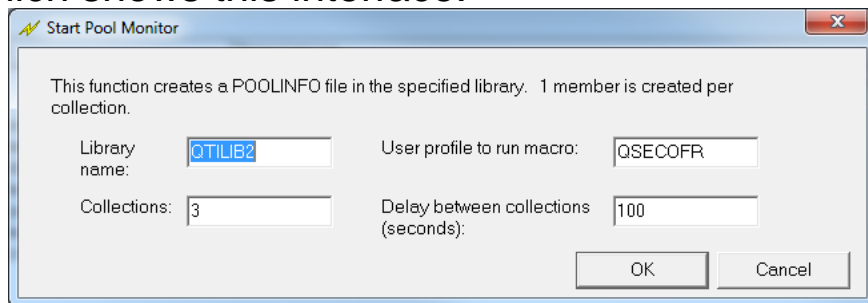 Start Pool Monitor
This function creates a POOLINFO file in the specified library.  1 member is created per
collection.
Library name:
QTILIB2
User profile to run macro:
QSECOFR
Collections:
3
Delay between collections
(seconds):
100
OK
Cancel